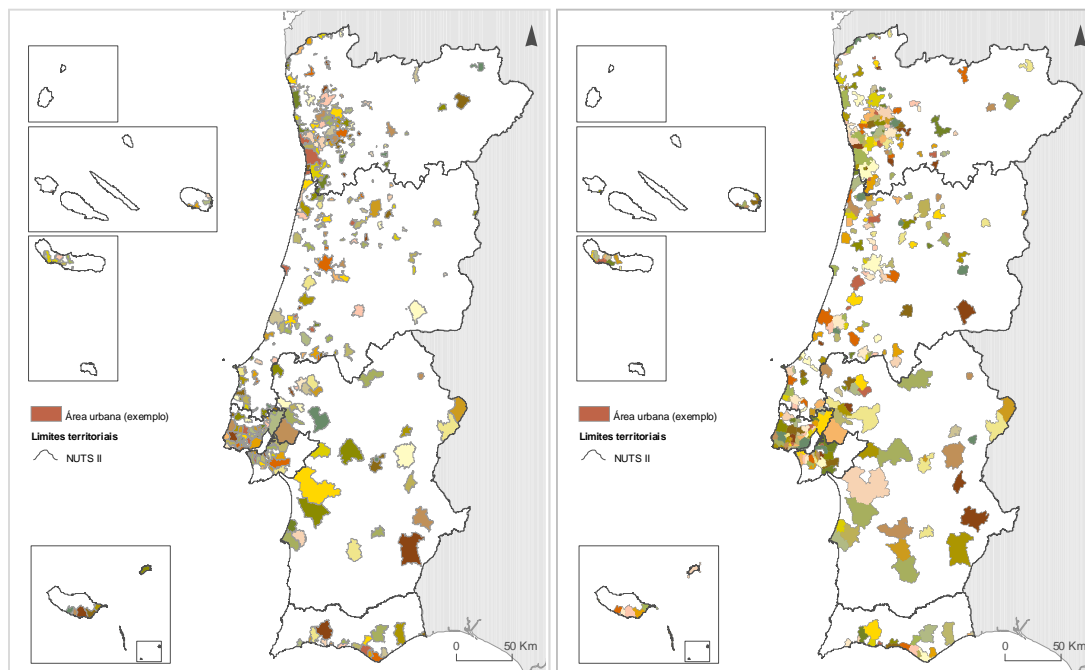 Área urbana (exemplo)
Limites territoriais
NUTS II
0
50 Km
Área urbana (exemplo)
Limites territoriais
NUTS II
0
50 Km